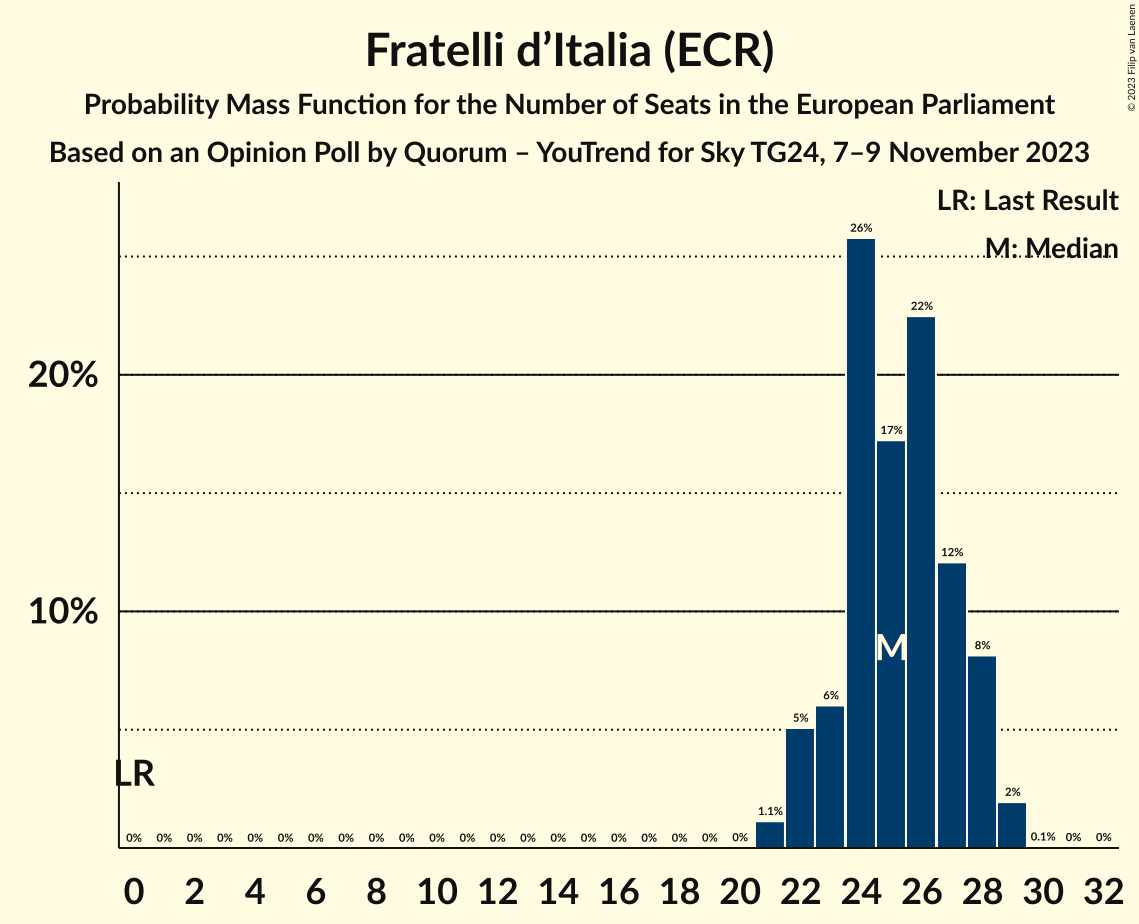 Fratelli d’Italia (ECR)
Probability Mass Function for the Number of Seats in the European Parliament
Based on an Opinion Poll by Quorum – YouTrend for Sky TG24, 7–9 November 2023
© 2023 Filip van Laenen
LR: Last Result
M: Median
26%
22%
20%
17%
12%
10%
M
8%
6%
5%
LR
1.1%
2%
0% 0% 0% 0% 0% 0% 0% 0% 0% 0% 0% 0% 0% 0% 0% 0% 0% 0% 0% 0% 0% 0.1% 0% 0%
0 2 4 6 8 10 12 14 16 18 20 22 24 26 28 30 32